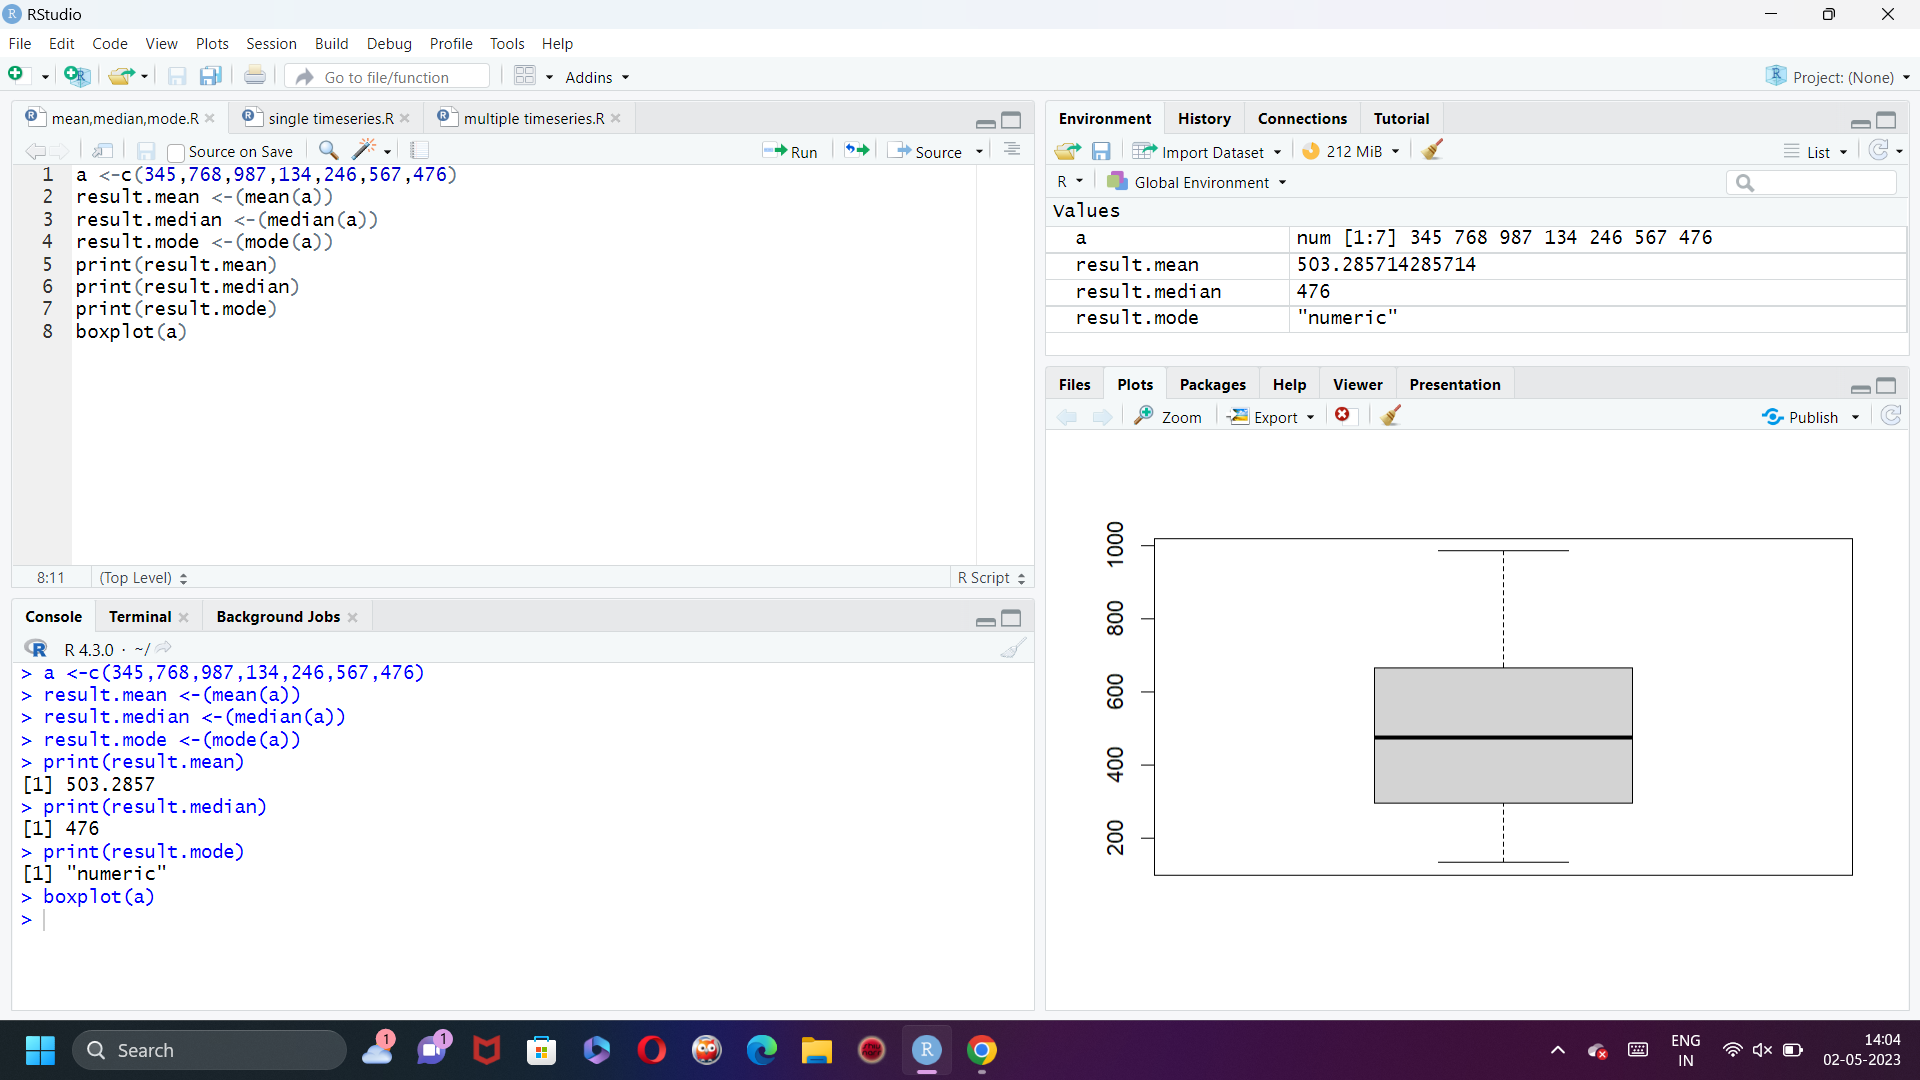 RStudio
File Edit Code View Plots Session Build Debug Profile Tools Help
Go to file/function Addins Project: (None)
mean,median,mode.R single timeseries.R multiple timeseries.R
Source on Save Run Source
1 a <-c(345,768,987,134,246,567,476)
2 result.mean <-(mean(a))
3 result.median <-(median(a))
4 result.mode <-(mode(a))
5 print(result.mean)
6 print(result.median)
7 print(result.mode)
8 boxplot(a)
8:11 (Top Level) R Script
Console Terminal Background Jobs
R 4.3.0 · ~/
> a <-c(345,768,987,134,246,567,476)
> result.mean <-(mean(a))
> result.median <-(median(a))
> result.mode <-(mode(a))
> print(result.mean)
[1] 503.2857
> print(result.median)
[1] 476
> print(result.mode)
[1] "numeric"
> boxplot(a)
>
Environment History Connections Tutorial
Import Dataset 212 MiB List
R Global Environment
Values
a num [1:7] 345 768 987 134 246 567 476
result.mean 503.285714285714
result.median 476
result.mode "numeric"
Files Plots Packages Help Viewer Presentation
Zoom Export Publish
1000
800
600
400
200
Search 1 1 ENG 14:04
IN 02-05-2023